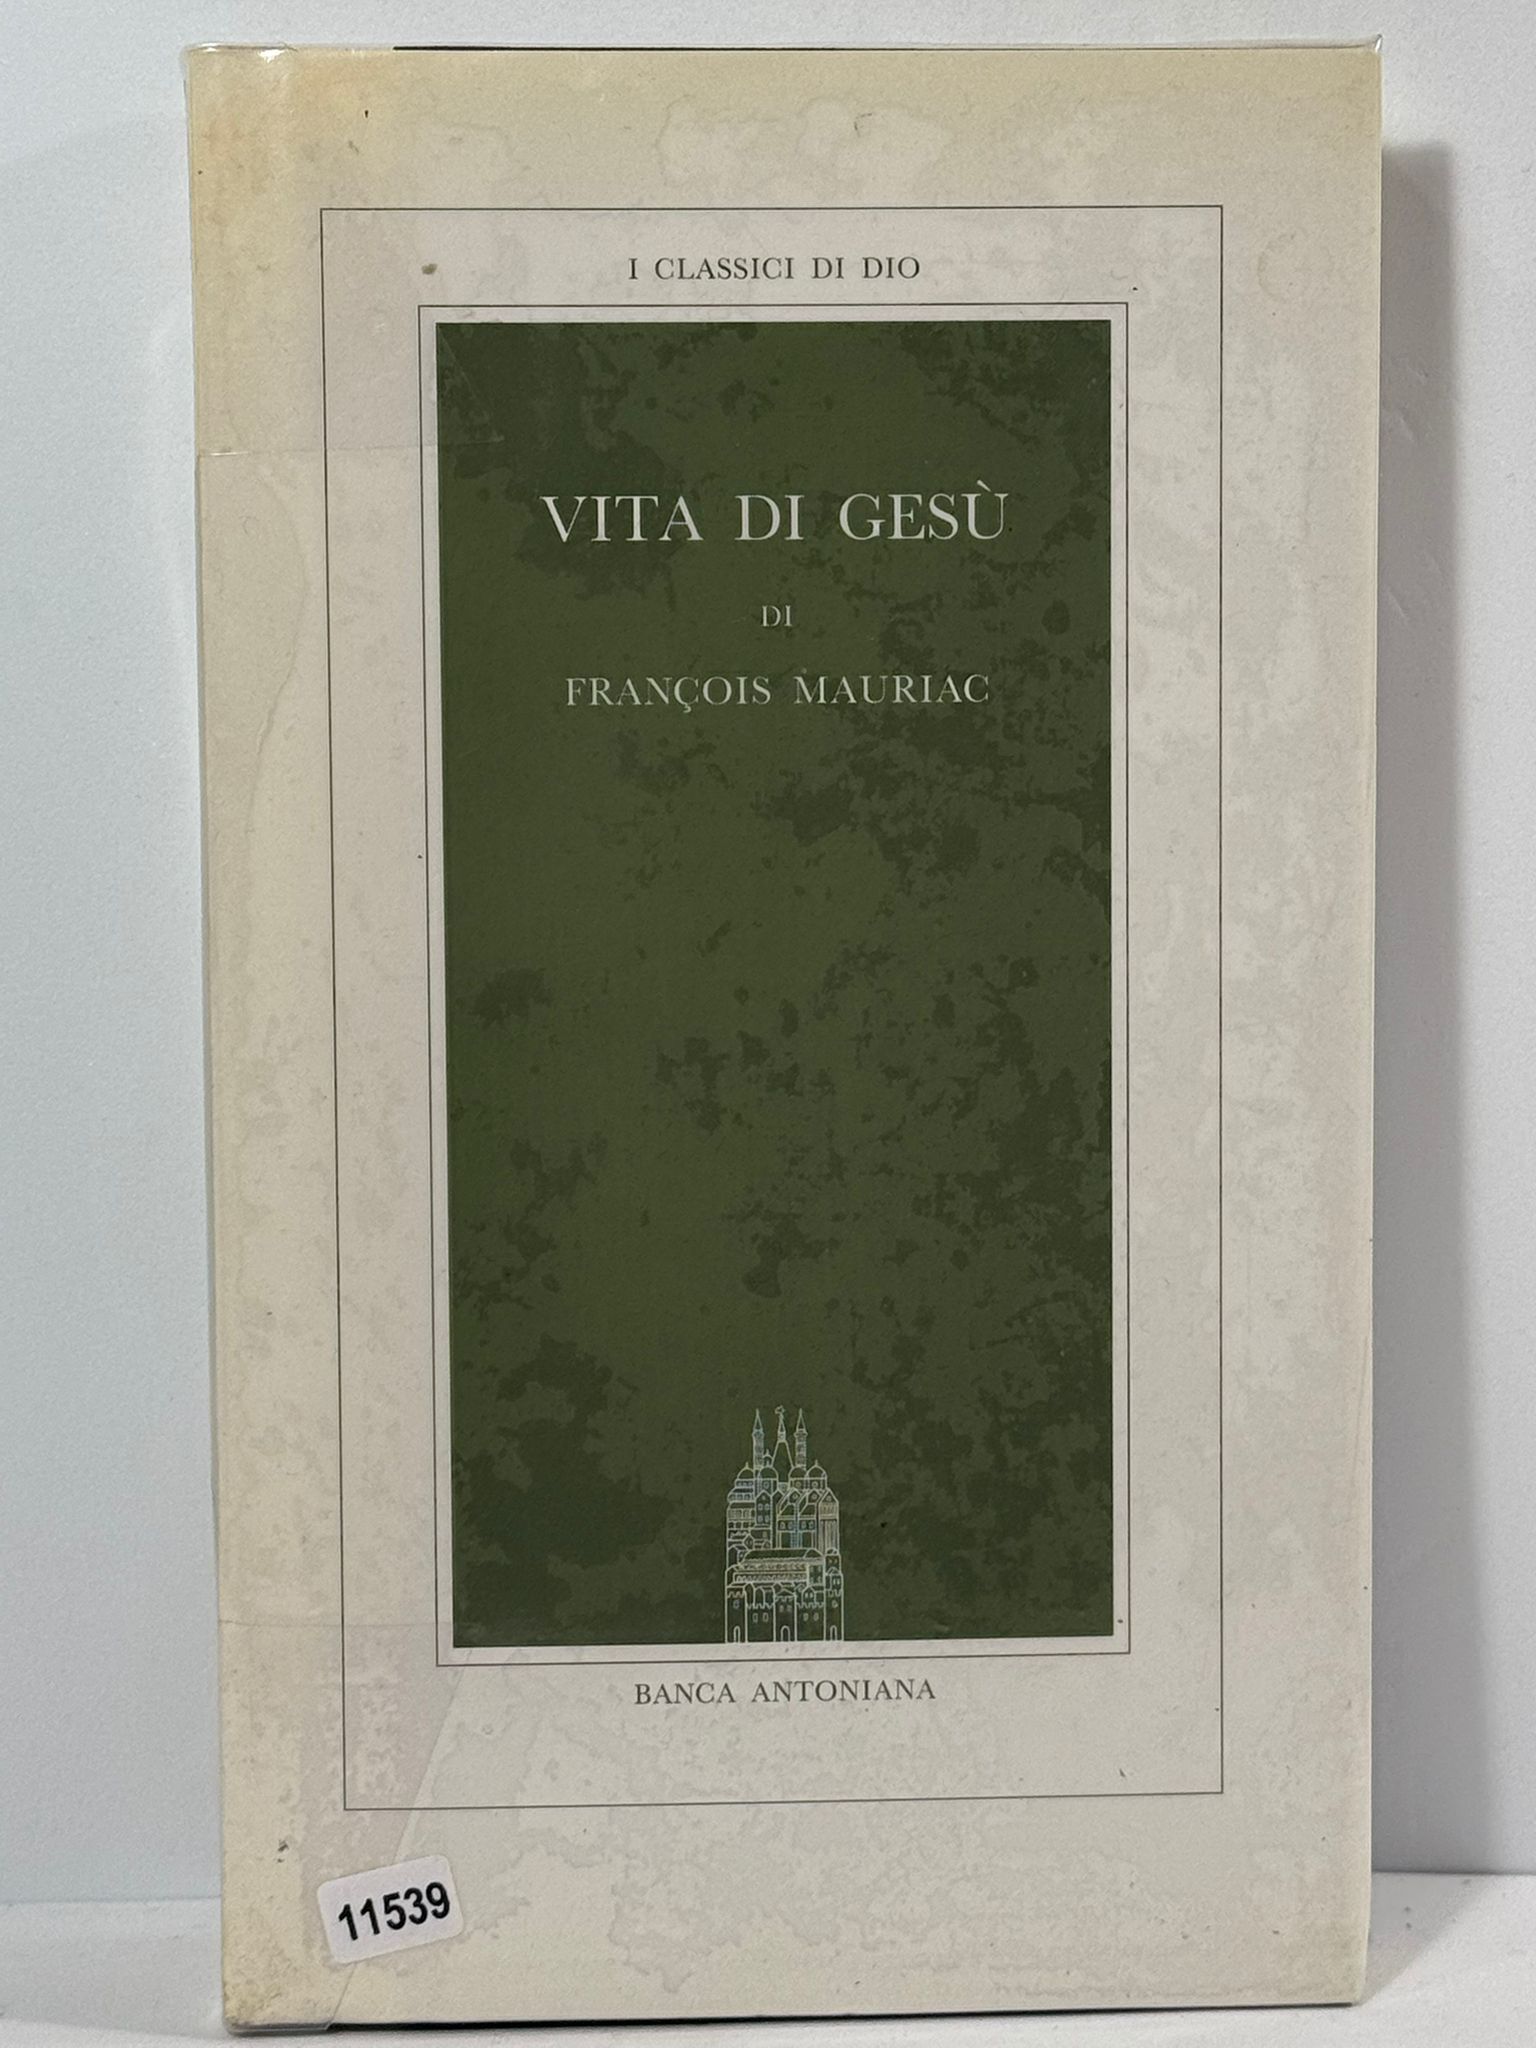 I CLASSICI DI DIO
VITA DI GESÙ
DI
FRANÇOIS MAURIAC
BANCA ANTONIANA
11539